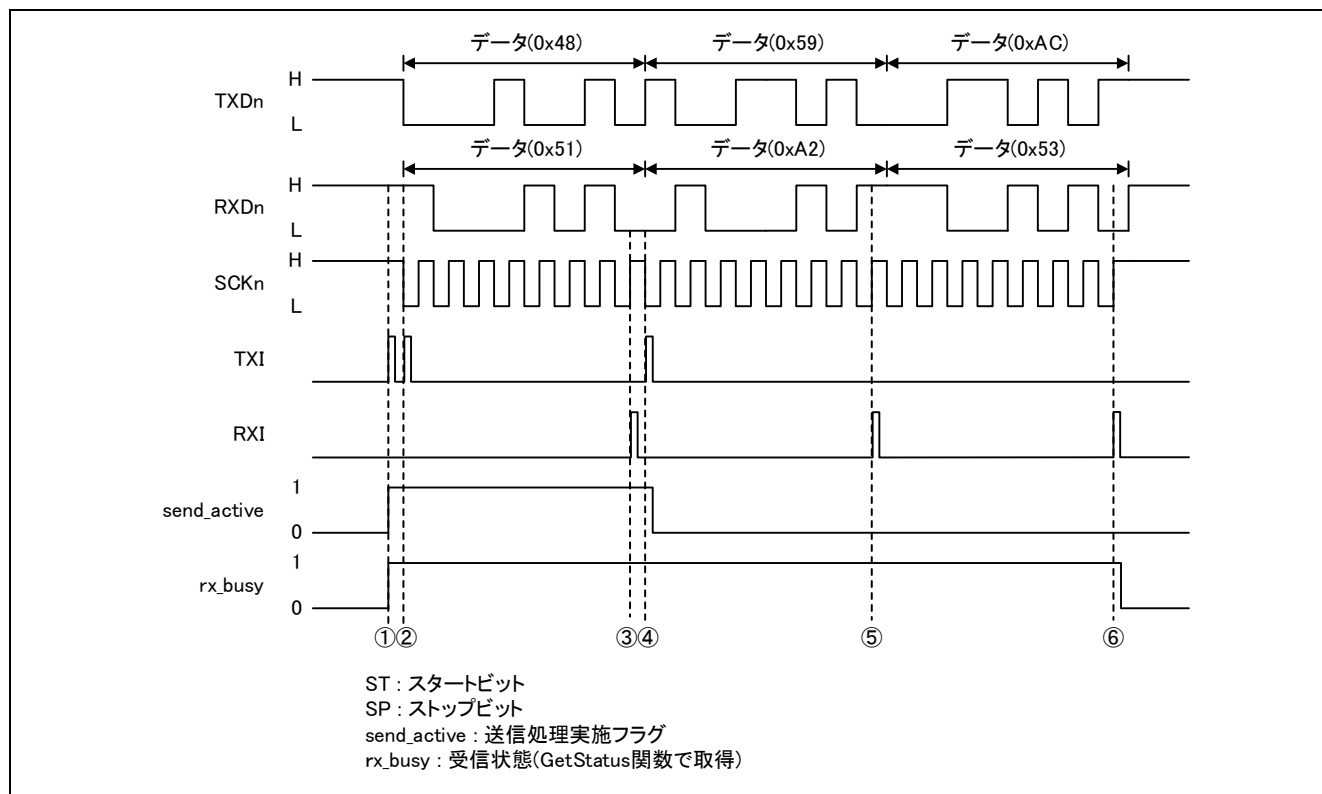 データ(0x48) データ(0x59) データ(0xAC)
H
TXDn
L
データ(0x51) データ(0xA2) データ(0x53)
H
RXDn
L
H
SCKn
L
TXI
RXI
1
send_active
0
1
rx_busy
0
①② ③④ ⑤ ⑥
ST : スタートビット
SP : ストップビット
send_active : 送信処理実施フラグ
rx_busy : 受信状態(GetStatus関数で取得)